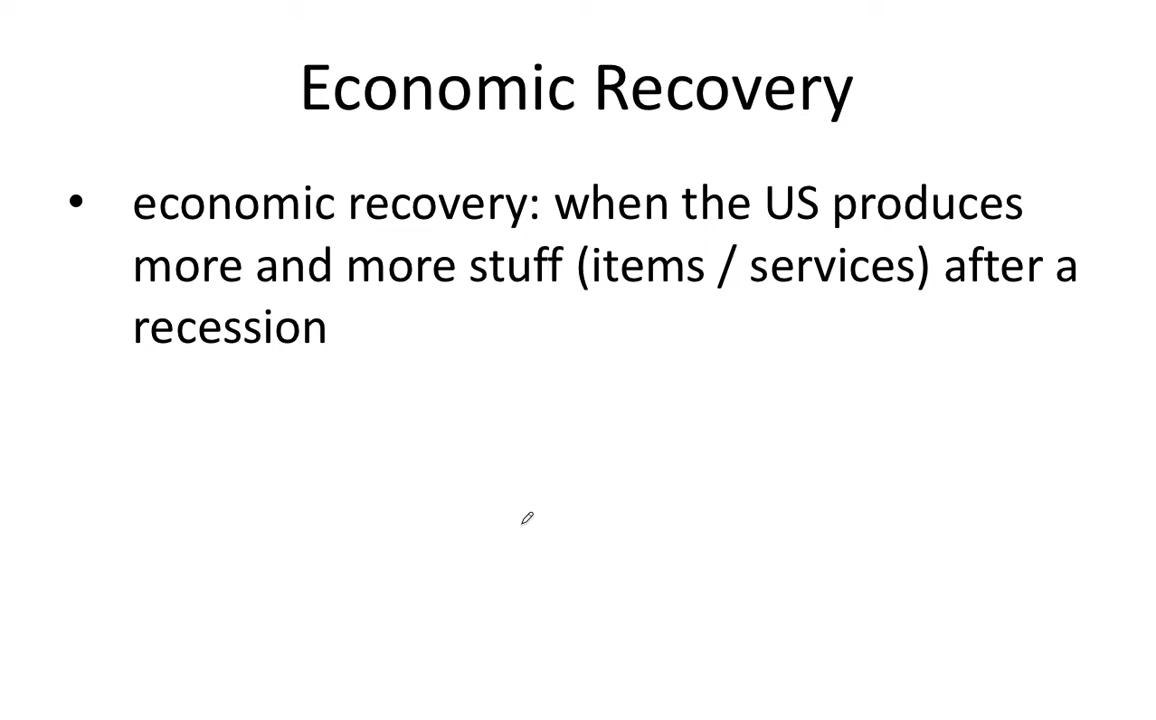 Economic Recovery
• economic recovery: when the US produces
more and more stuff (items / services) after a
recession